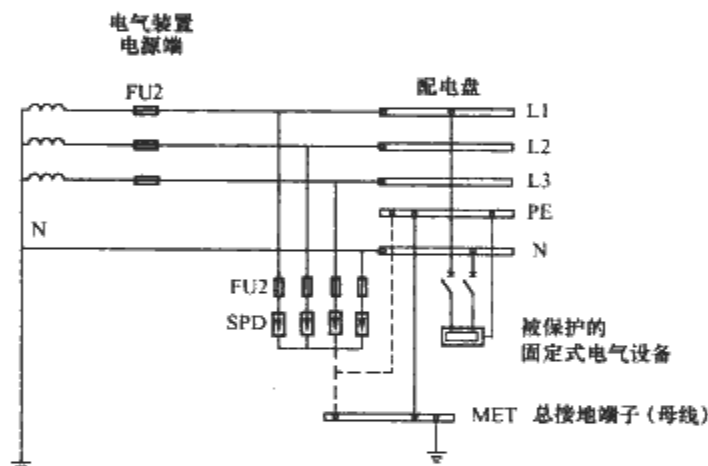 电气装置
电源端
FU2
配电盘
L1
L2
L3
PE
N
N
FU2
SPD
被保护的
固定式电气设备
MET 总接地端子（母线）